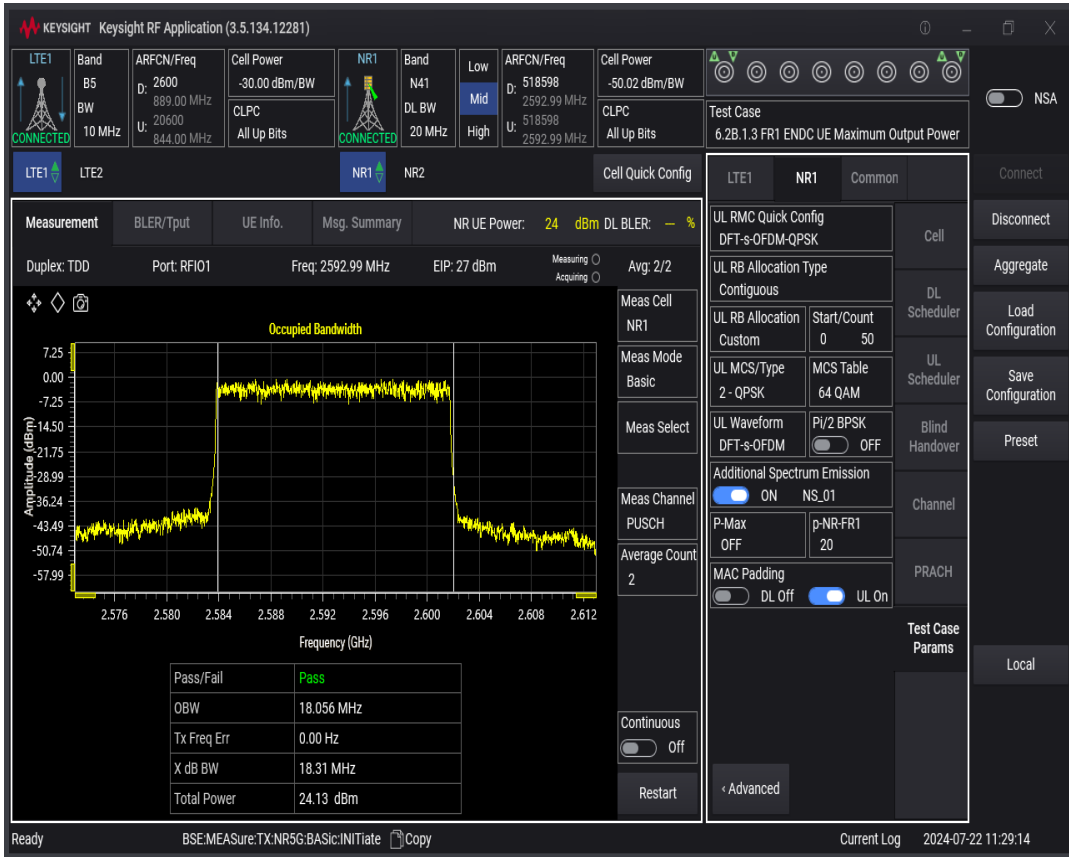 KEYSIGHT Keysight RF Application (3.5.134.12281)
LTE1
CONNECTED
Band
B5
BW
10 MHz
ARFCN/Freq
D: 2600
889.00 MHz
U: 20600
844.00 MHz
Cell Power
-30.00 dBm/BW
CLPC
All Up Bits
NR1
CONNECTED
Band
N41
DL BW
20 MHz
Low
Mid
High
ARFCN/Freq
D: 518598
2592.99 MHz
U: 518598
2592.99 MHz
Cell Power
-50.02 dBm/BW
CLPC
All Up Bits
Test Case
6.2B.1.3 FR1 ENDC UE Maximum Output Power
NSA
LTE1 LTE2 NR1 NR2 Cell Quick Config
Measurement BLER/Tput UE Info. Msg. Summary NR UE Power: 24 dBm DL BLER: — %
Duplex: TDD Port: RFIO1 Freq: 2592.99 MHz EIP: 27 dBm Measuring Acquiring Avg: 2/2
Occupied Bandwidth
Amplitude (dBm)
7.25
0.00
-7.25
-14.50
-21.75
-28.99
-36.24
-43.49
-50.74
-57.99
2.576 2.580 2.584 2.588 2.592 2.596 2.600 2.604 2.608 2.612
Frequency (GHz)
Pass/Fail Pass
OBW 18.056 MHz
Tx Freq Err 0.00 Hz
X dB BW 18.31 MHz
Total Power 24.13 dBm
Meas Cell
NR1
Meas Mode
Basic
Meas Select
Meas Channel
PUSCH
Average Count
2
Continuous
Off
Restart
LTE1 NR1 Common
UL RMC Quick Config
DFT-s-OFDM-QPSK
UL RB Allocation Type
Contiguous
UL RB Allocation Start/Count
Custom 0 50
UL MCS/Type MCS Table
2 - QPSK 64 QAM
UL Waveform Pi/2 BPSK
DFT-s-OFDM OFF
Additional Spectrum Emission
ON NS_01
P-Max p-NR-FR1
OFF 20
MAC Padding
DL Off UL On
‹ Advanced
Cell
DL
Scheduler
UL
Scheduler
Blind
Handover
Channel
PRACH
Test Case
Params
Connect
Disconnect
Aggregate
Load
Configuration
Save
Configuration
Preset
Local
Ready BSE:MEASure:TX:NR5G:BASic:INITiate Copy Current Log 2024-07-22 11:29:14